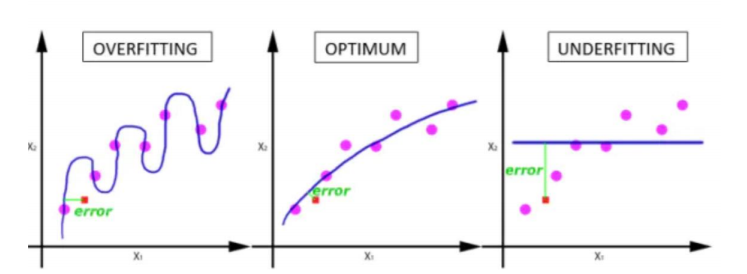 OVERFITTING
X₂
error
X₁
OPTIMUM
X₂
error
X₁
UNDERFITTING
X₂
error
X₁